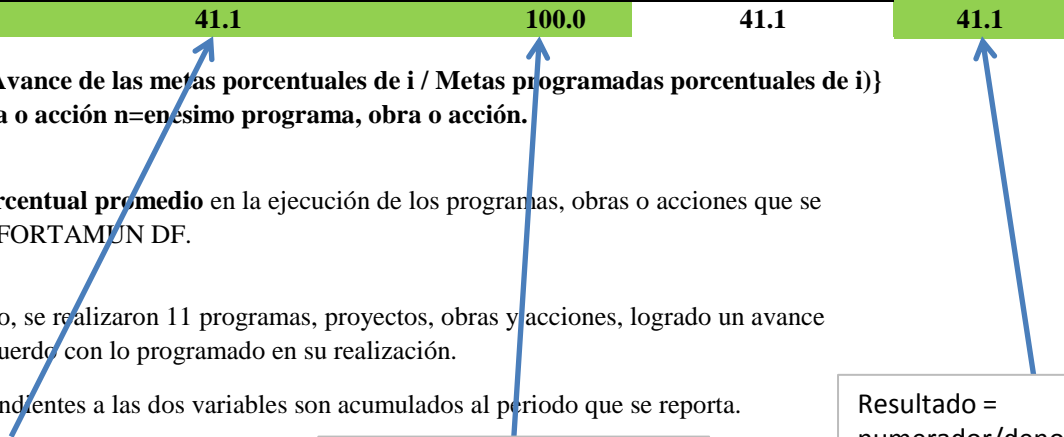 41.1 100.0 41.1 41.1
Avance de las metas porcentuales de i / Metas programadas porcentuales de i)}
o acción n=enesimo programa, obra o acción.
promedio en la ejecución de los programas, obras o acciones que se
FORTAMUN DF.
se realizaron 11 programas, proyectos, obras y acciones, logrado un avance
con lo programado en su realización.
a las dos variables son acumulados al periodo que se reporta.
Resultado =